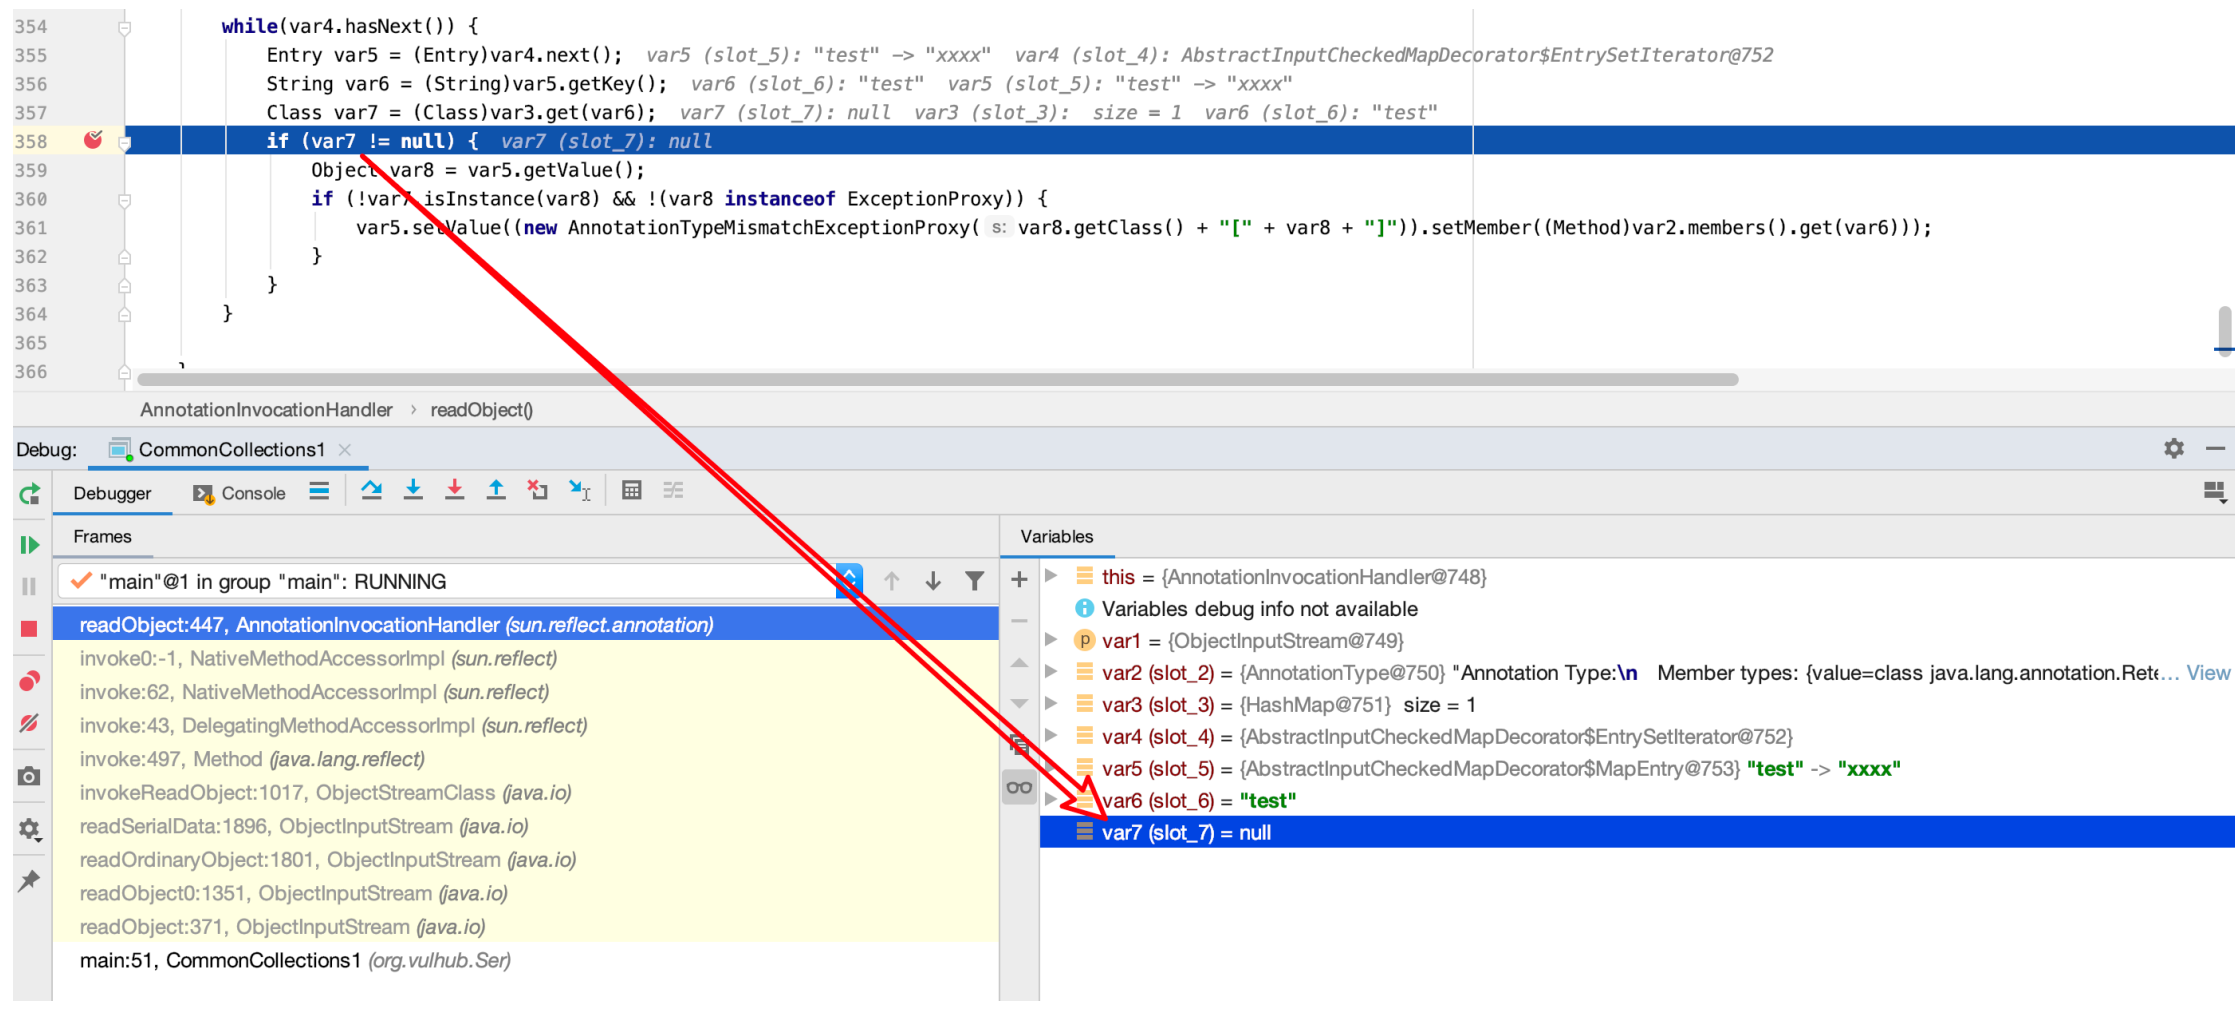 354 while(var4.hasNext()) {
355 Entry var5 = (Entry)var4.next(); var5 (slot_5): "test" -> "xxxx" var4 (slot_4): AbstractInputCheckedMapDecorator$EntrySetIterator@752
356 String var6 = (String)var5.getKey(); var6 (slot_6): "test" var5 (slot_5): "test" -> "xxxx"
357 Class var7 = (Class)var3.get(var6); var7 (slot_7): null var3 (slot_3): size = 1 var6 (slot_6): "test"
358 if (var7 != null) { var7 (slot_7): null
359 Object var8 = var5.getValue();
360 if (!var7.isInstance(var8) && !(var8 instanceof ExceptionProxy)) {
361 var5.setValue((new AnnotationTypeMismatchExceptionProxy( s: var8.getClass() + "[" + var8 + "]")).setMember((Method)var2.members().get(var6)));
362 }
363 }
364 }
365
366
AnnotationInvocationHandler › readObject()
Debug: CommonCollections1
Debugger Console
Frames
Variables
"main"@1 in group "main": RUNNING
readObject:447, AnnotationInvocationHandler (sun.reflect.annotation)
invoke0:-1, NativeMethodAccessorImpl (sun.reflect)
invoke:62, NativeMethodAccessorImpl (sun.reflect)
invoke:43, DelegatingMethodAccessorImpl (sun.reflect)
invoke:497, Method (java.lang.reflect)
invokeReadObject:1017, ObjectStreamClass (java.io)
readSerialData:1896, ObjectInputStream (java.io)
readOrdinaryObject:1801, ObjectInputStream (java.io)
readObject0:1351, ObjectInputStream (java.io)
readObject:371, ObjectInputStream (java.io)
main:51, CommonCollections1 (org.vulhub.Ser)
this = {AnnotationInvocationHandler@748}
Variables debug info not available
p var1 = {ObjectInputStream@749}
var2 (slot_2) = {AnnotationType@750} "Annotation Type:\n Member types: {value=class java.lang.annotation.Rete... View
var3 (slot_3) = {HashMap@751} size = 1
var4 (slot_4) = {AbstractInputCheckedMapDecorator$EntrySetIterator@752}
var5 (slot_5) = {AbstractInputCheckedMapDecorator$MapEntry@753} "test" -> "xxxx"
var6 (slot_6) = "test"
var7 (slot_7) = null